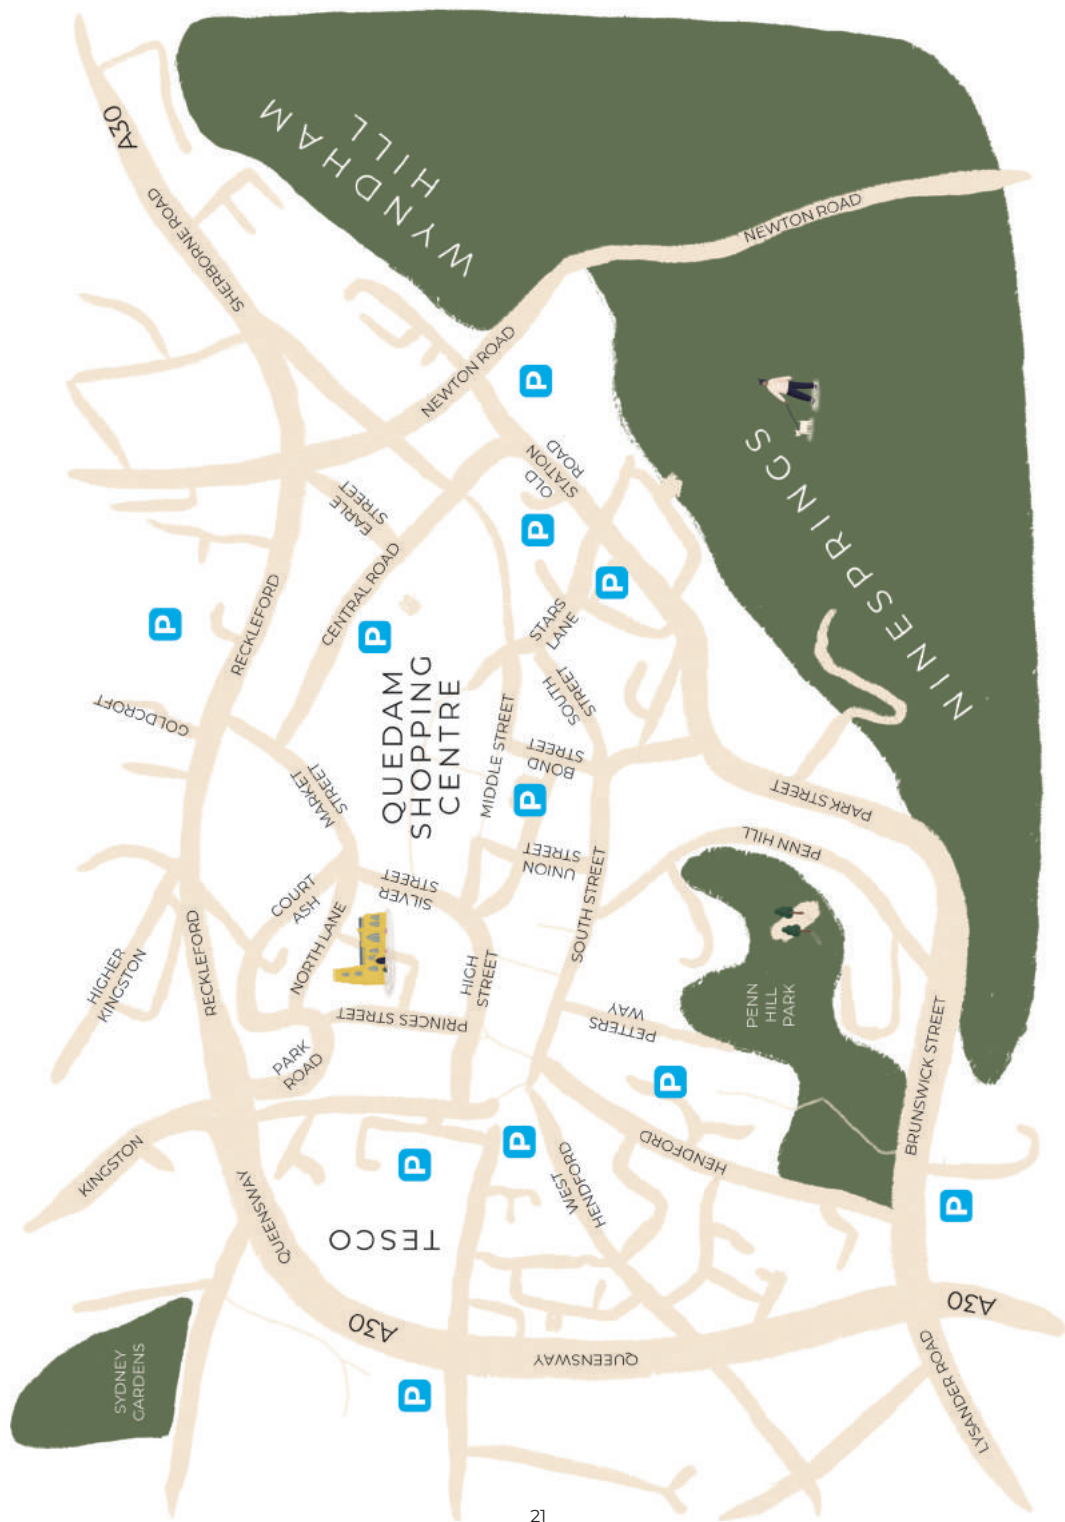 A30
WYNDHAM
HILL
SHERBORNE ROAD
NEWTON ROAD
NEWTON ROAD
P
OLD
STATION
ROAD
NINESPRINGS
EARLE
STREET
P
CENTRAL ROAD
RECKLEFORD
P
P
P
STARS
LANE
GOLDCROFT
QUEDAM
SHOPPING
CENTRE
MIDDLE STREET
SOUTH
STREET
BOND
STREET
MARKET
STREET
P
PARK STREET
PENN HILL
UNION
STREET
SILVER
STREET
COURT
ASH
NORTH LANE
SOUTH STREET
HIGHER
KINGSTON
RECKLEFORD
HIGH
STREET
PRINCES STREET
PETTERS
WAY
PENN
HILL
PARK
PARK
ROAD
P
BRUNSWICK STREET
KINGSTON
P
P
HENDFORD
WEST
HENDFORD
QUEENSWAY
TESCO
P
A30
A30
QUEENSWAY
SYDNEY
GARDENS
P
LYSANDER ROAD
21